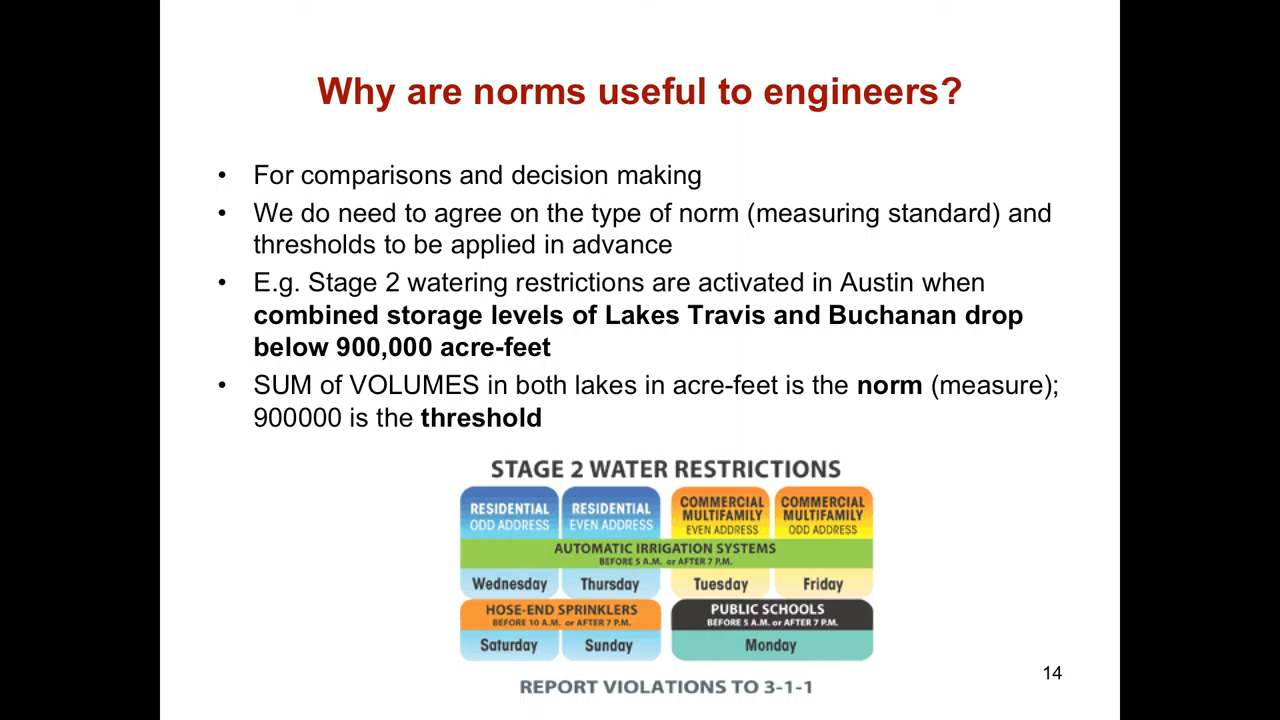 Why are norms useful to engineers?
• For comparisons and decision making
• We do need to agree on the type of norm (measuring standard) and
thresholds to be applied in advance
• E.g. Stage 2 watering restrictions are activated in Austin when
combined storage levels of Lakes Travis and Buchanan drop
below 900,000 acre-feet
• SUM of VOLUMES in both lakes in acre-feet is the norm (measure);
900000 is the threshold
STAGE 2 WATER RESTRICTIONS
RESIDENTIAL
ODD ADDRESS
RESIDENTIAL
EVEN ADDRESS
COMMERCIAL
MULTIFAMILY
EVEN ADDRESS
COMMERCIAL
MULTIFAMILY
ODD ADDRESS
AUTOMATIC IRRIGATION SYSTEMS
BEFORE 5 A.M. or AFTER 7 P.M.
Wednesday
Thursday
Tuesday
Friday
HOSE-END SPRINKLERS
BEFORE 10 A.M. or AFTER 7 P.M.
Saturday
Sunday
PUBLIC SCHOOLS
BEFORE 5 A.M. or AFTER 7 P.M.
Monday
REPORT VIOLATIONS TO 3-1-1
14